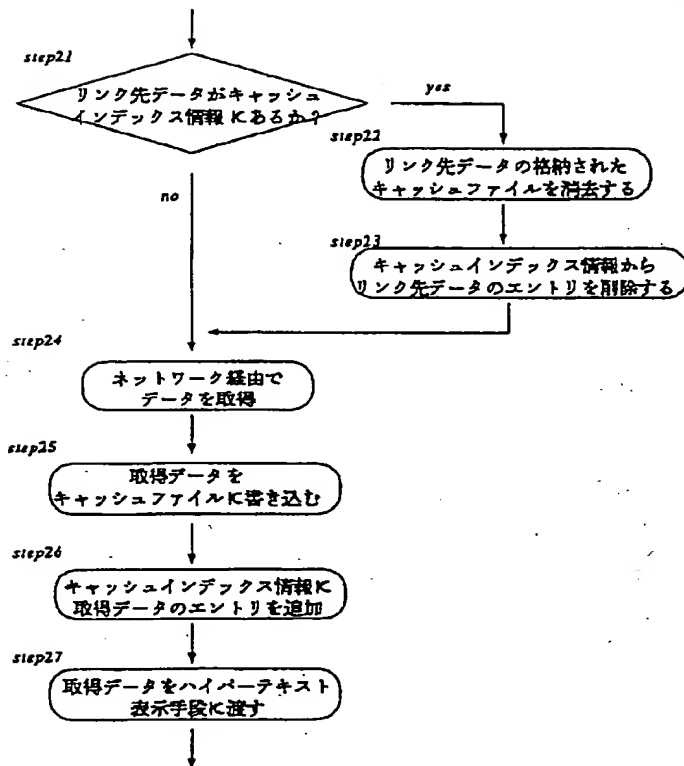 step21
リンク先データがキャッシュ
インデックス情報にあるか?
yes
step22
リンク先データの格納された
キャッシュファイルを消去する
no
step23
キャッシュインデックス情報から
リンク先データのエントリを削除する
step24
ネットワーク経由で
データを取得
step25
取得データを
キャッシュファイルに書き込む
step26
キャッシュインデックス情報に
取得データのエントリを追加
step27
取得データをハイパーテキスト
表示手段に渡す